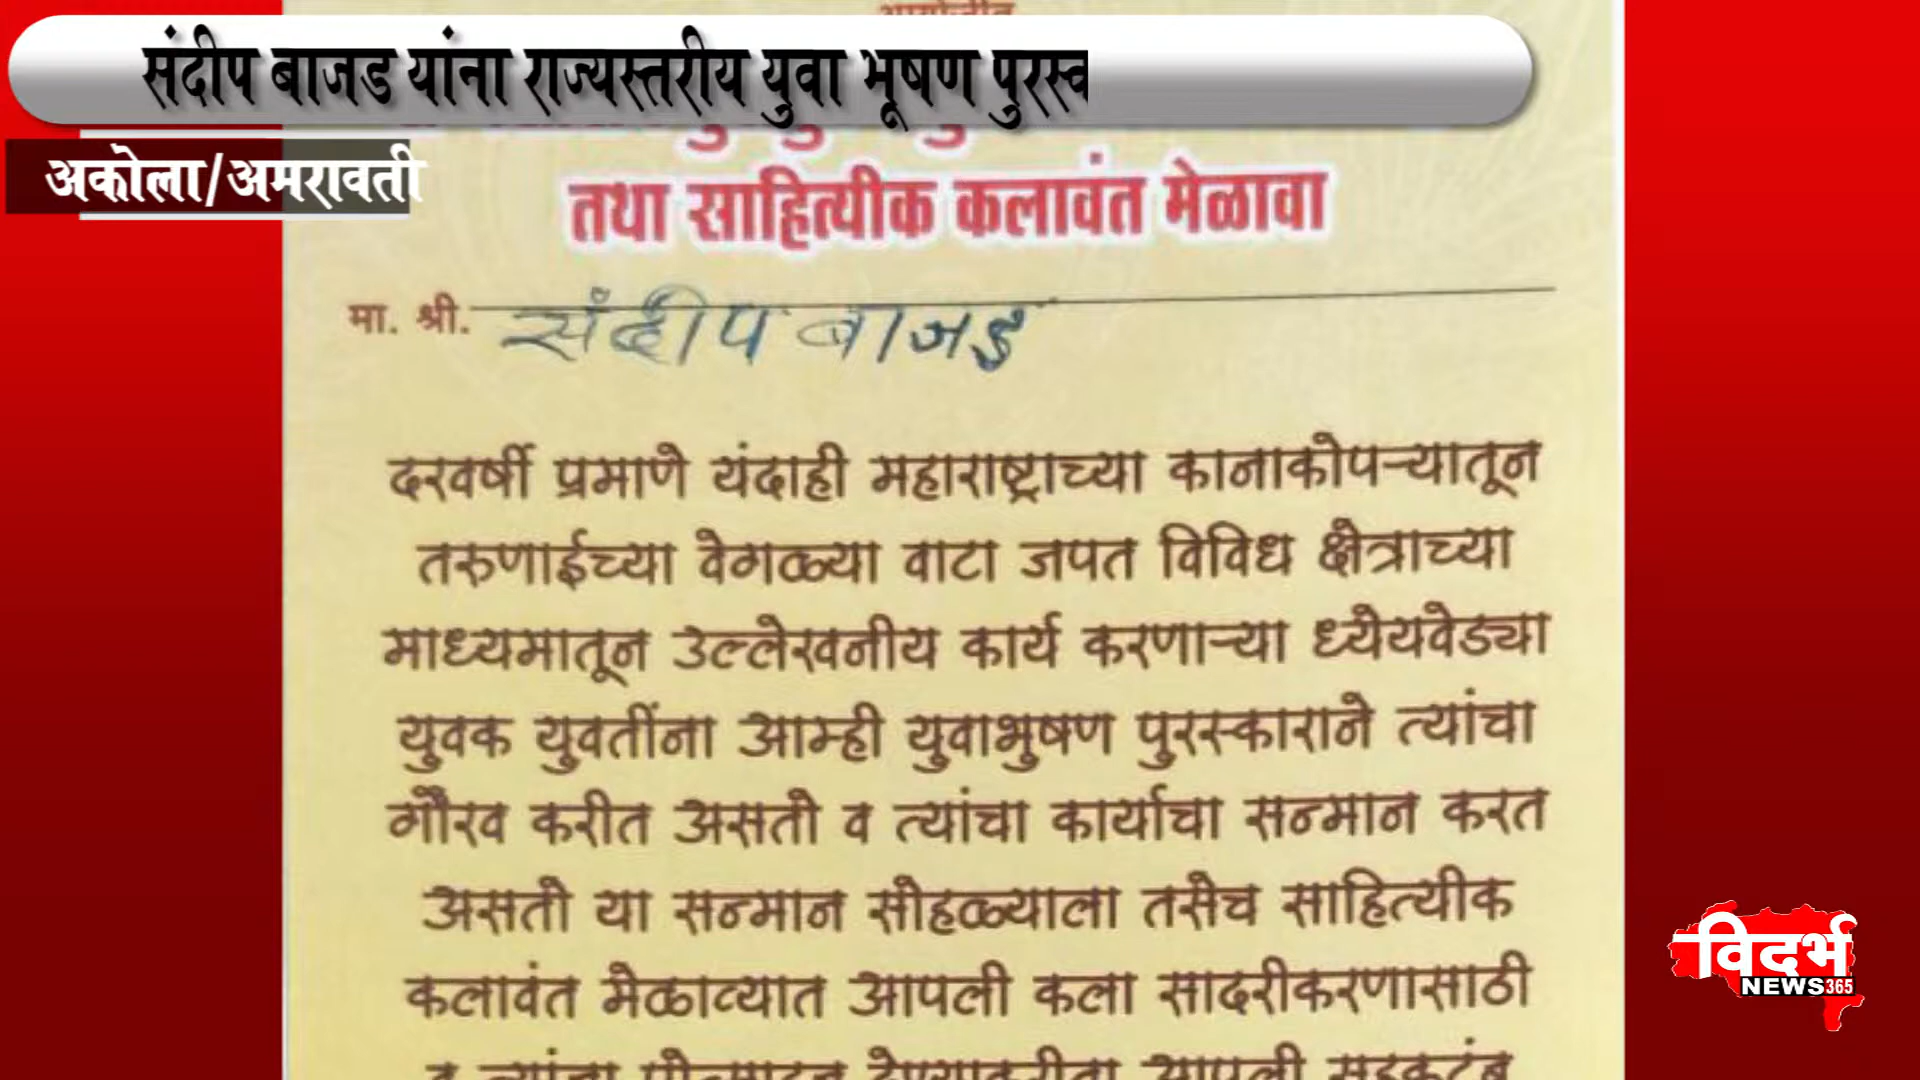 संदीप बाजड यांना राज्यस्तरीय युवा भूषण
अकोला/अमरावती
तथा साहित्यीक कलावंत मेळावा
मा. श्री. संदीप बाजड
दरवर्षी प्रमाणे यंदाही महाराष्ट्राच्या कानाकोपऱ्यातून
तरुणाईच्या वेगळ्या वाटा जपत विविध क्षेत्राच्या
माध्यमातून उल्लेखनीय कार्य करणाऱ्या ध्येयवेड्या
युवक युवतींना आम्ही युवाभुषण पुरस्काराने त्यांचा
गौरव करीत असतो व त्यांचा कार्याचा सन्मान करत
असतो या सन्मान सोहळ्याला तसेच साहित्यीक
कलावंत मेळाव्यात आपली कला सादरीकरणासाठी
विदर्भ
NEWS 365